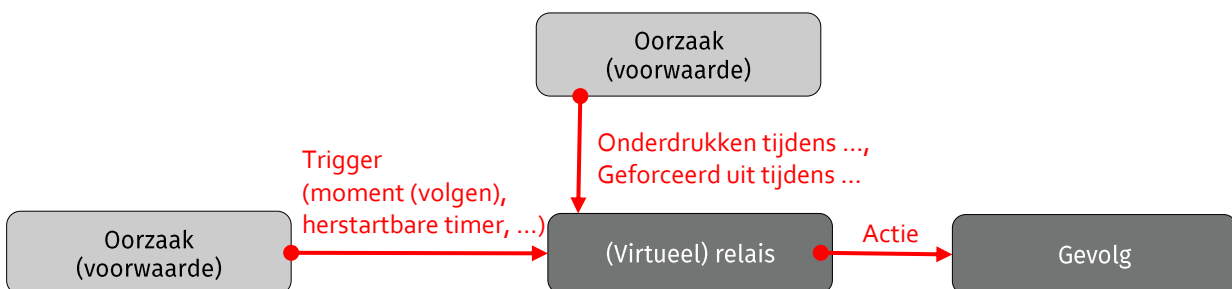 Oorzaak
(voorwaarde)
Onderdrukken tijdens ...,
Geforceerd uit tijdens ...
Trigger
(moment (volgen),
herstartbare timer, ...)
Oorzaak
(voorwaarde)
(Virtueel) relais
Actie
Gevolg